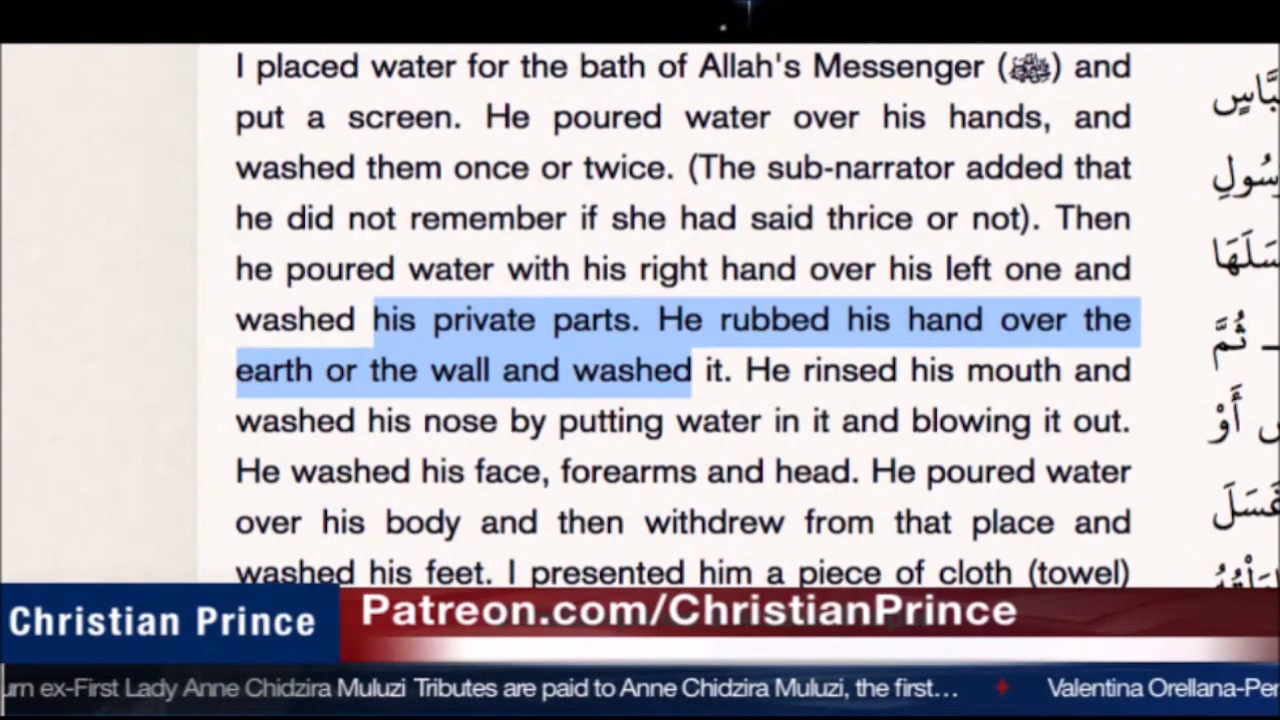 I placed water for the bath of Allah's Messenger (ﷺ) and
put a screen. He poured water over his hands, and
washed them once or twice. (The sub-narrator added that
he did not remember if she had said thrice or not). Then
he poured water with his right hand over his left one and
washed his private parts. He rubbed his hand over the
earth or the wall and washed it. He rinsed his mouth and
washed his nose by putting water in it and blowing it out.
He washed his face, forearms and head. He poured water
over his body and then withdrew from that place and
washed his feet. I presented him a piece of cloth (towel)
ثُمَّ
أَوْ
Christian Prince
Patreon.com/ChristianPrince
ex-First Lady Anne Chidzira Muluzi Tributes are paid to Anne Chidzira Muluzi, the first… Valentina Orellana-Per